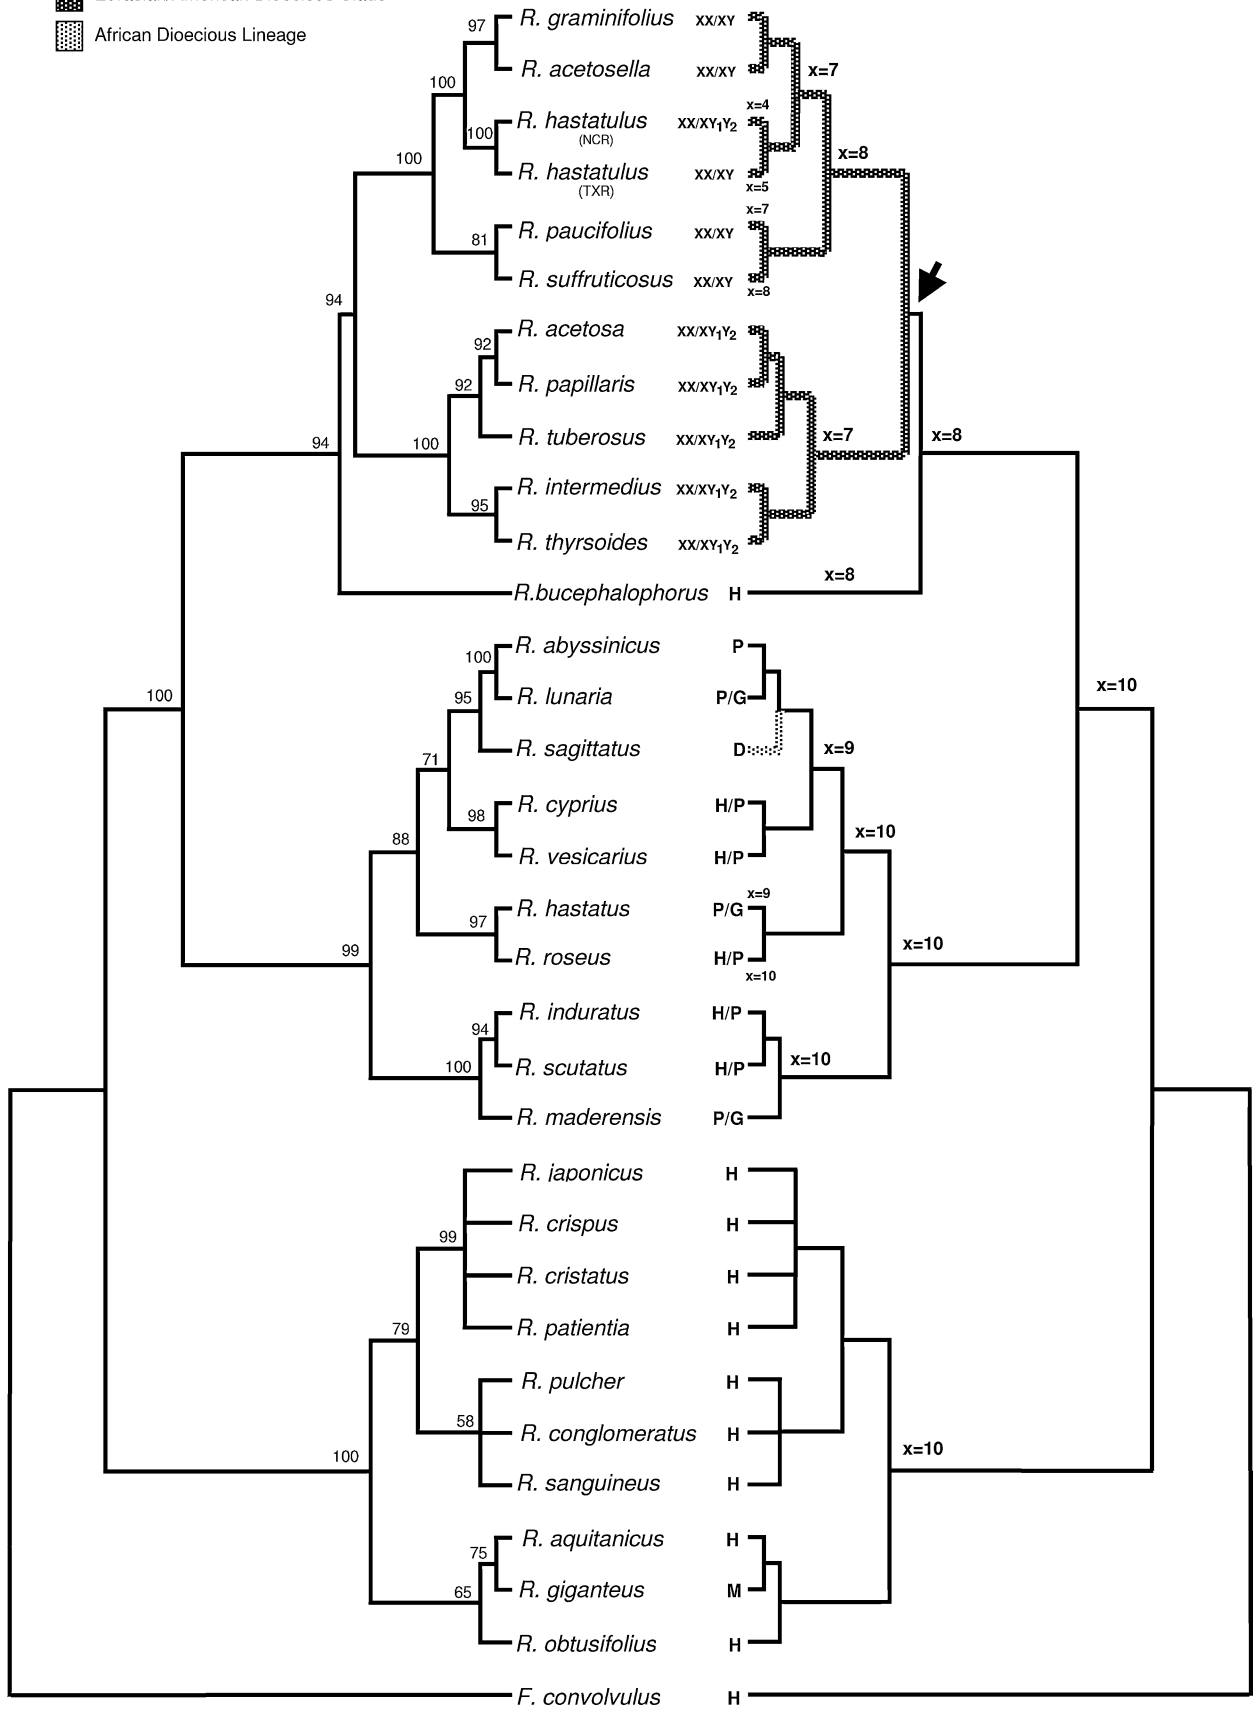 African Dioecious Lineage
97
R. graminifolius XX/XY
R. acetosella XX/XY
x=7
100
x=4
R. hastatulus XX/XY1Y2
(NCR)
100
x=8
100
R. hastatulus XX/XY
(TXR)
x=5
x=7
R. paucifolius XX/XY
81
R. suffruticosus XX/XY
x=8
94
R. acetosa XX/XY1Y2
92
R. papillaris XX/XY1Y2
92
R. tuberosus XX/XY1Y2
94
100
x=7
x=8
R. intermedius XX/XY1Y2
95
R. thyrsoides XX/XY1Y2
x=8
R.bucephalophorus H
R. abyssinicus P
100
R. lunaria P/G
95
100
x=10
R. sagittatus D
x=9
71
R. cyprius H/P
98
88
x=10
R. vesicarius H/P
x=9
R. hastatus P/G
97
99
x=10
R. roseus H/P
x=10
R. induratus H/P
94
R. scutatus H/P
100
x=10
R. maderensis P/G
R. japonicus H
R. crispus H
99
R. cristatus H
R. patientia H
79
R. pulcher H
58
R. conglomeratus H
100
x=10
R. sanguineus H
R. aquitanicus H
75
R. giganteus M
65
R. obtusifolius H
F. convolvulus H